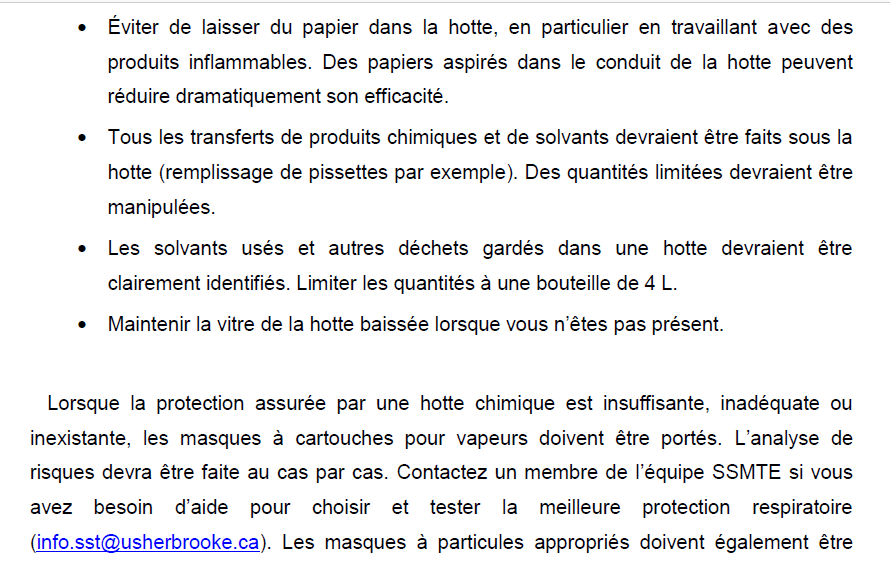 • Éviter de laisser du papier dans la hotte, en particulier en travaillant avec des
produits inflammables. Des papiers aspirés dans le conduit de la hotte peuvent
réduire dramatiquement son efficacité.
• Tous les transferts de produits chimiques et de solvants devraient être faits sous la
hotte (remplissage de pissettes par exemple). Des quantités limitées devraient être
manipulées.
• Les solvants usés et autres déchets gardés dans une hotte devraient être
clairement identifiés. Limiter les quantités à une bouteille de 4 L.
• Maintenir la vitre de la hotte baissée lorsque vous n’êtes pas présent.
Lorsque la protection assurée par une hotte chimique est insuffisante, inadéquate ou
inexistante, les masques à cartouches pour vapeurs doivent être portés. L’analyse de
risques devra être faite au cas par cas. Contactez un membre de l’équipe SSMTE si vous
avez besoin d’aide pour choisir et tester la meilleure protection respiratoire
(info.sst@usherbrooke.ca). Les masques à particules appropriés doivent également être